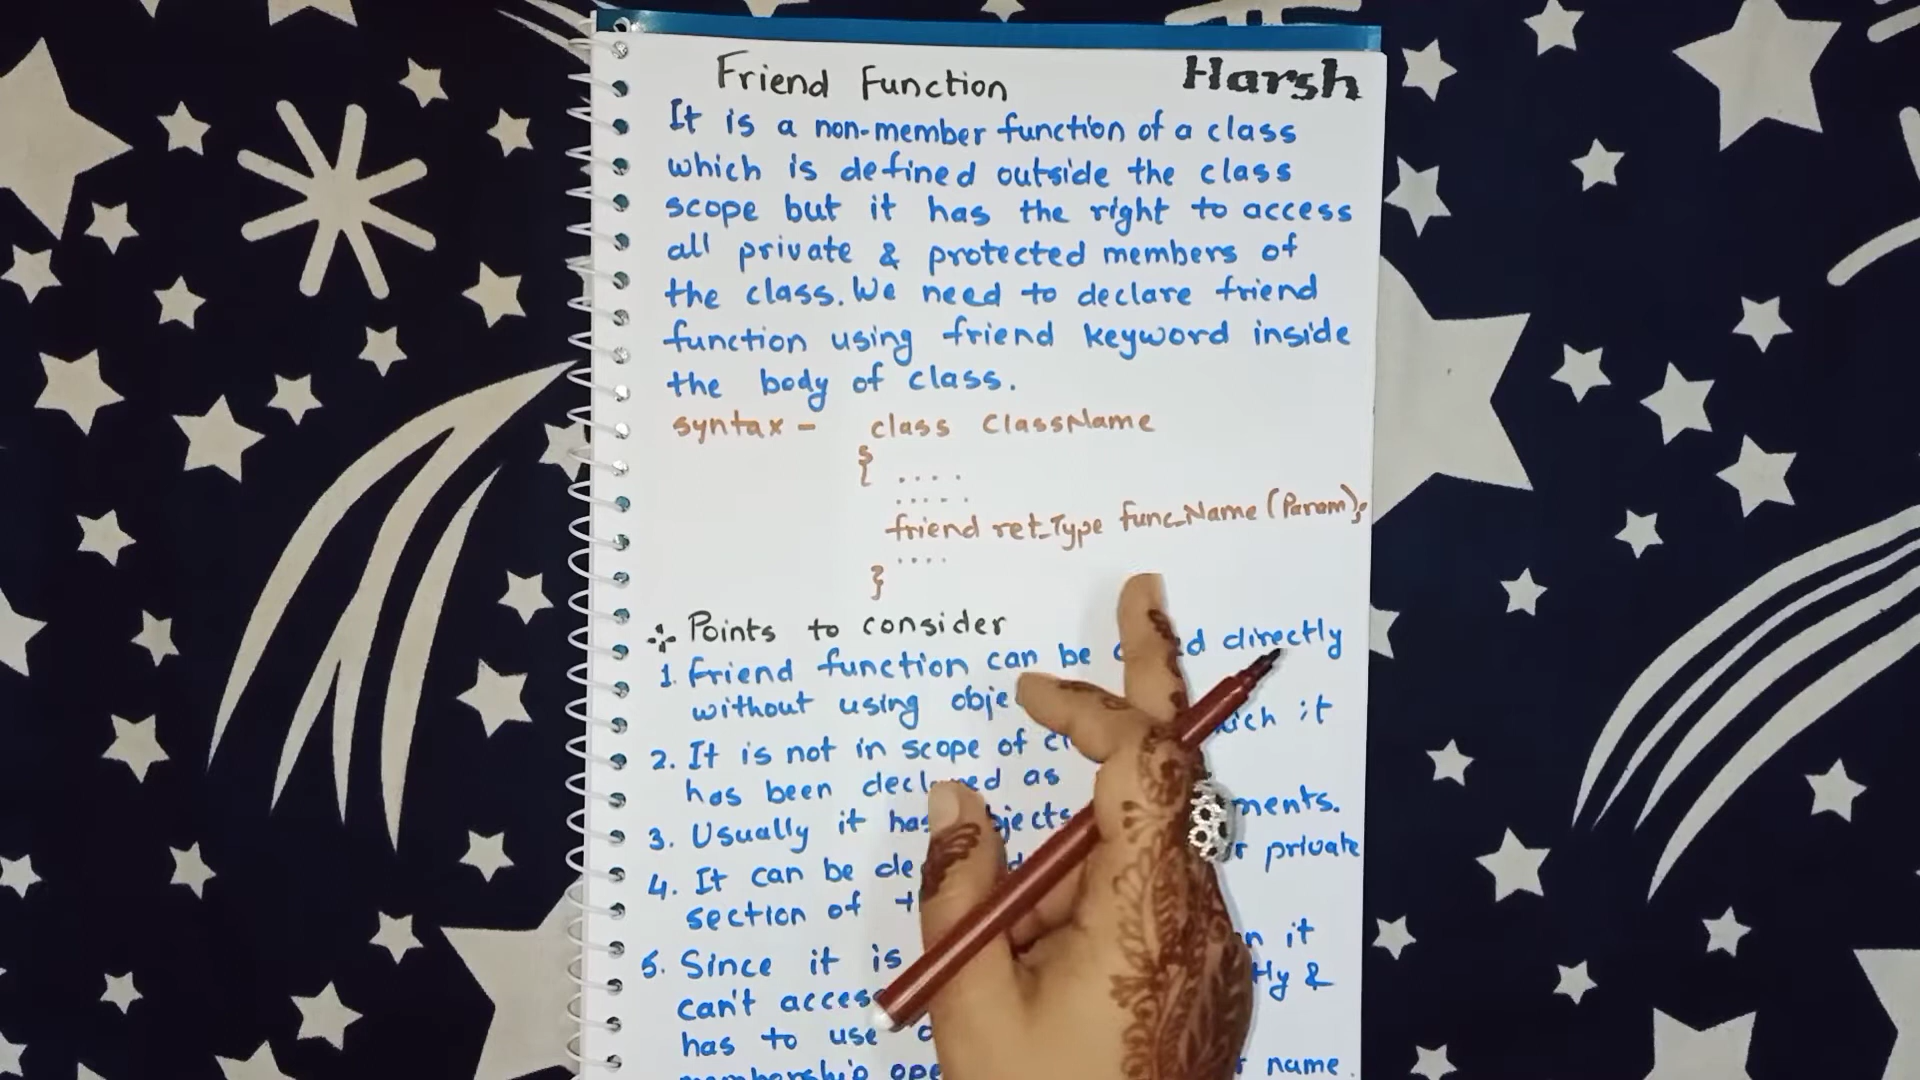 Friend Function
Harsh
It is a non-member function of a class
which is defined outside the class
scope but it has the right to access
all private & protected members of
the class. We need to declare friend
function using friend keyword inside
the body of class.
syntax - class ClassName
{
....
.....
friend ret_Type func_Name (Param);
....
}
Points to consider
1. Friend function can be directly
without using it
2. It is not in scope of
has been as
3. Usually it
4. It can be private
section of
5. Since it is it
can't &
has to use
name.